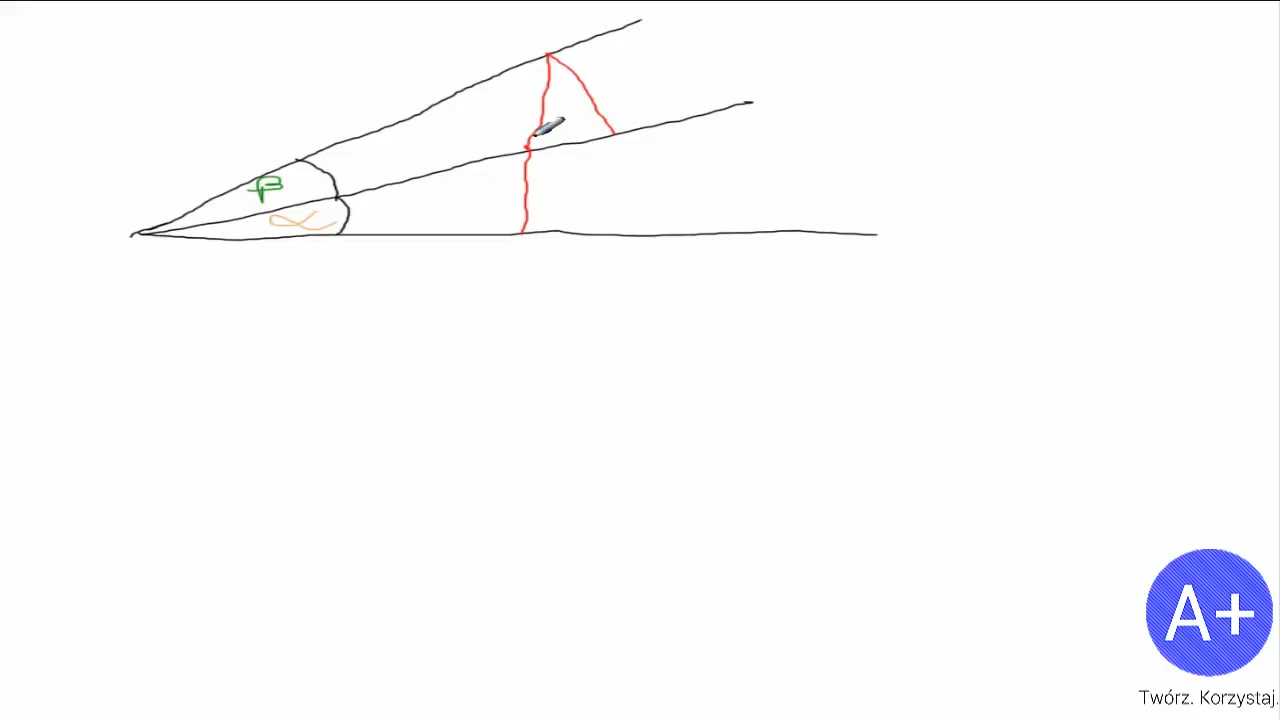 β
α
A+
Twórz. Korzystaj.